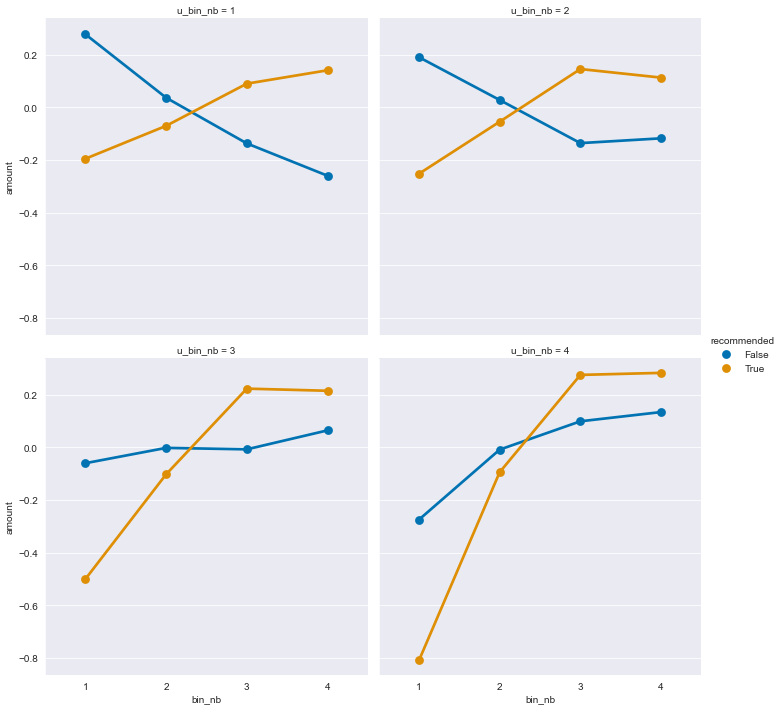 u_bin_nb = 1
u_bin_nb = 2
0.2
0.0
−0.2
−0.4
−0.6
−0.8
amount
u_bin_nb = 3
u_bin_nb = 4
0.2
0.0
−0.2
−0.4
−0.6
−0.8
amount
1 2 3 4
bin_nb
1 2 3 4
bin_nb
recommended
False
True